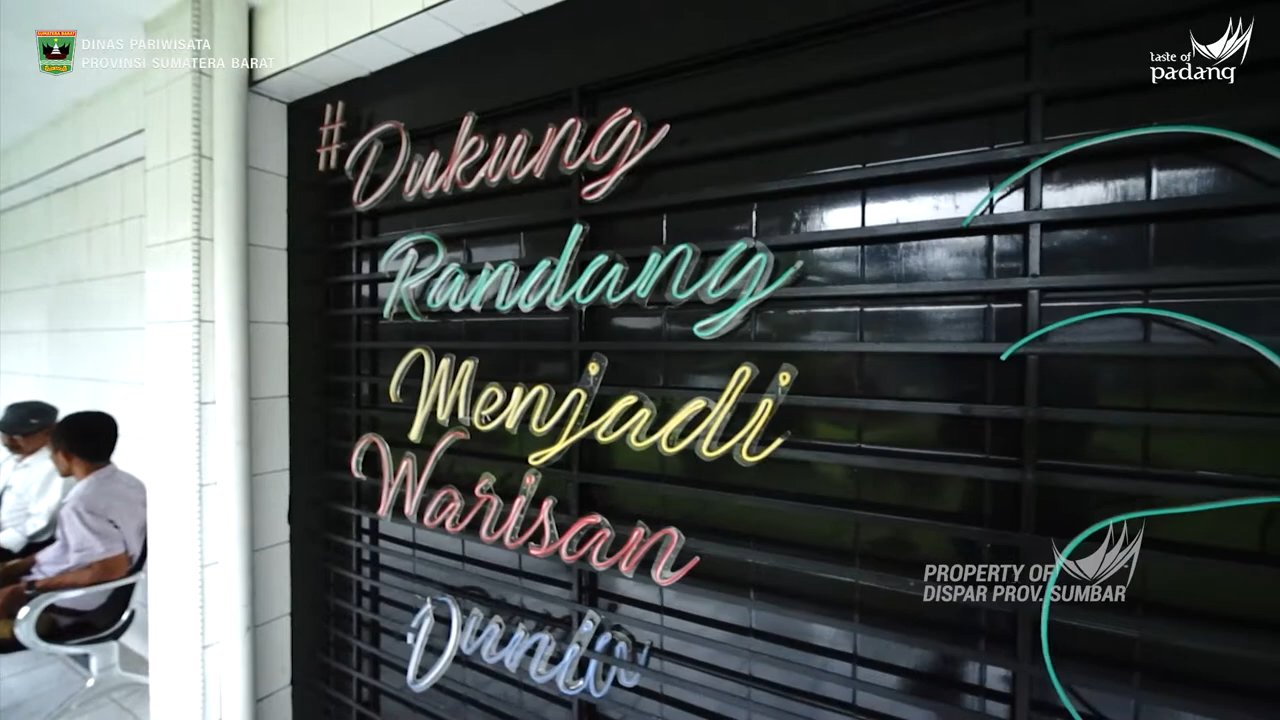 DINAS PARIWISATA
PROVINSI SUMATERA BARAT
taste of
padang
#Dukung
Randang
Menjadi
Warisan
Dunia
PROPERTY OF
DISPAR PROV. SUMBAR